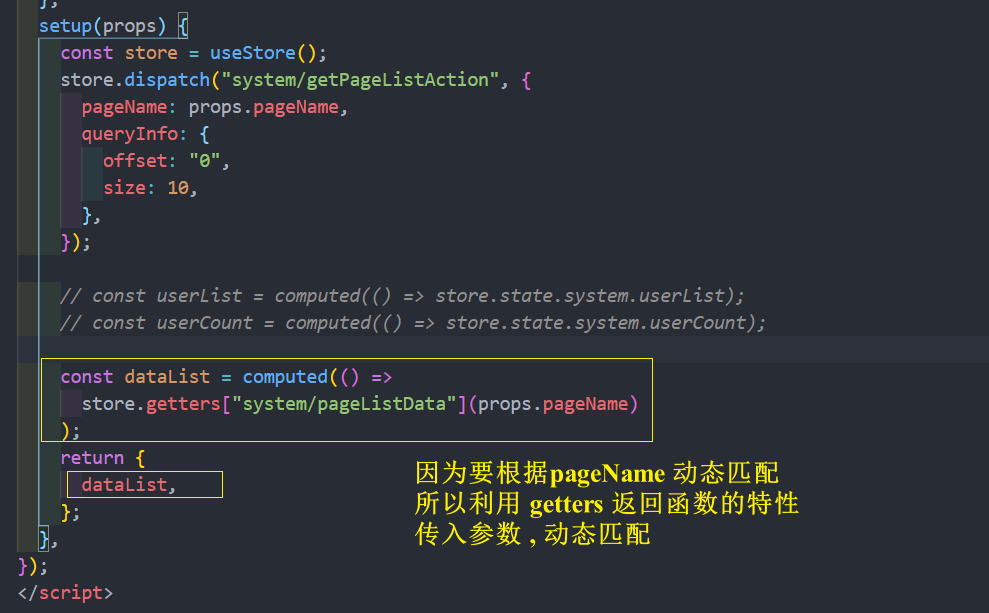 };
setup(props) {
const store = useStore();
store.dispatch("system/getPageListAction", {
pageName: props.pageName,
queryInfo: {
offset: "0",
size: 10,
},
});
// const userList = computed(() => store.state.system.userList);
// const userCount = computed(() => store.state.system.userCount);
const dataList = computed(() =>
store.getters["system/pageListData"](props.pageName)
);
return {
因为要根据pageName 动态匹配
dataList,
所以利用 getters 返回函数的特性
};
传入参数 , 动态匹配
},
});
</script>